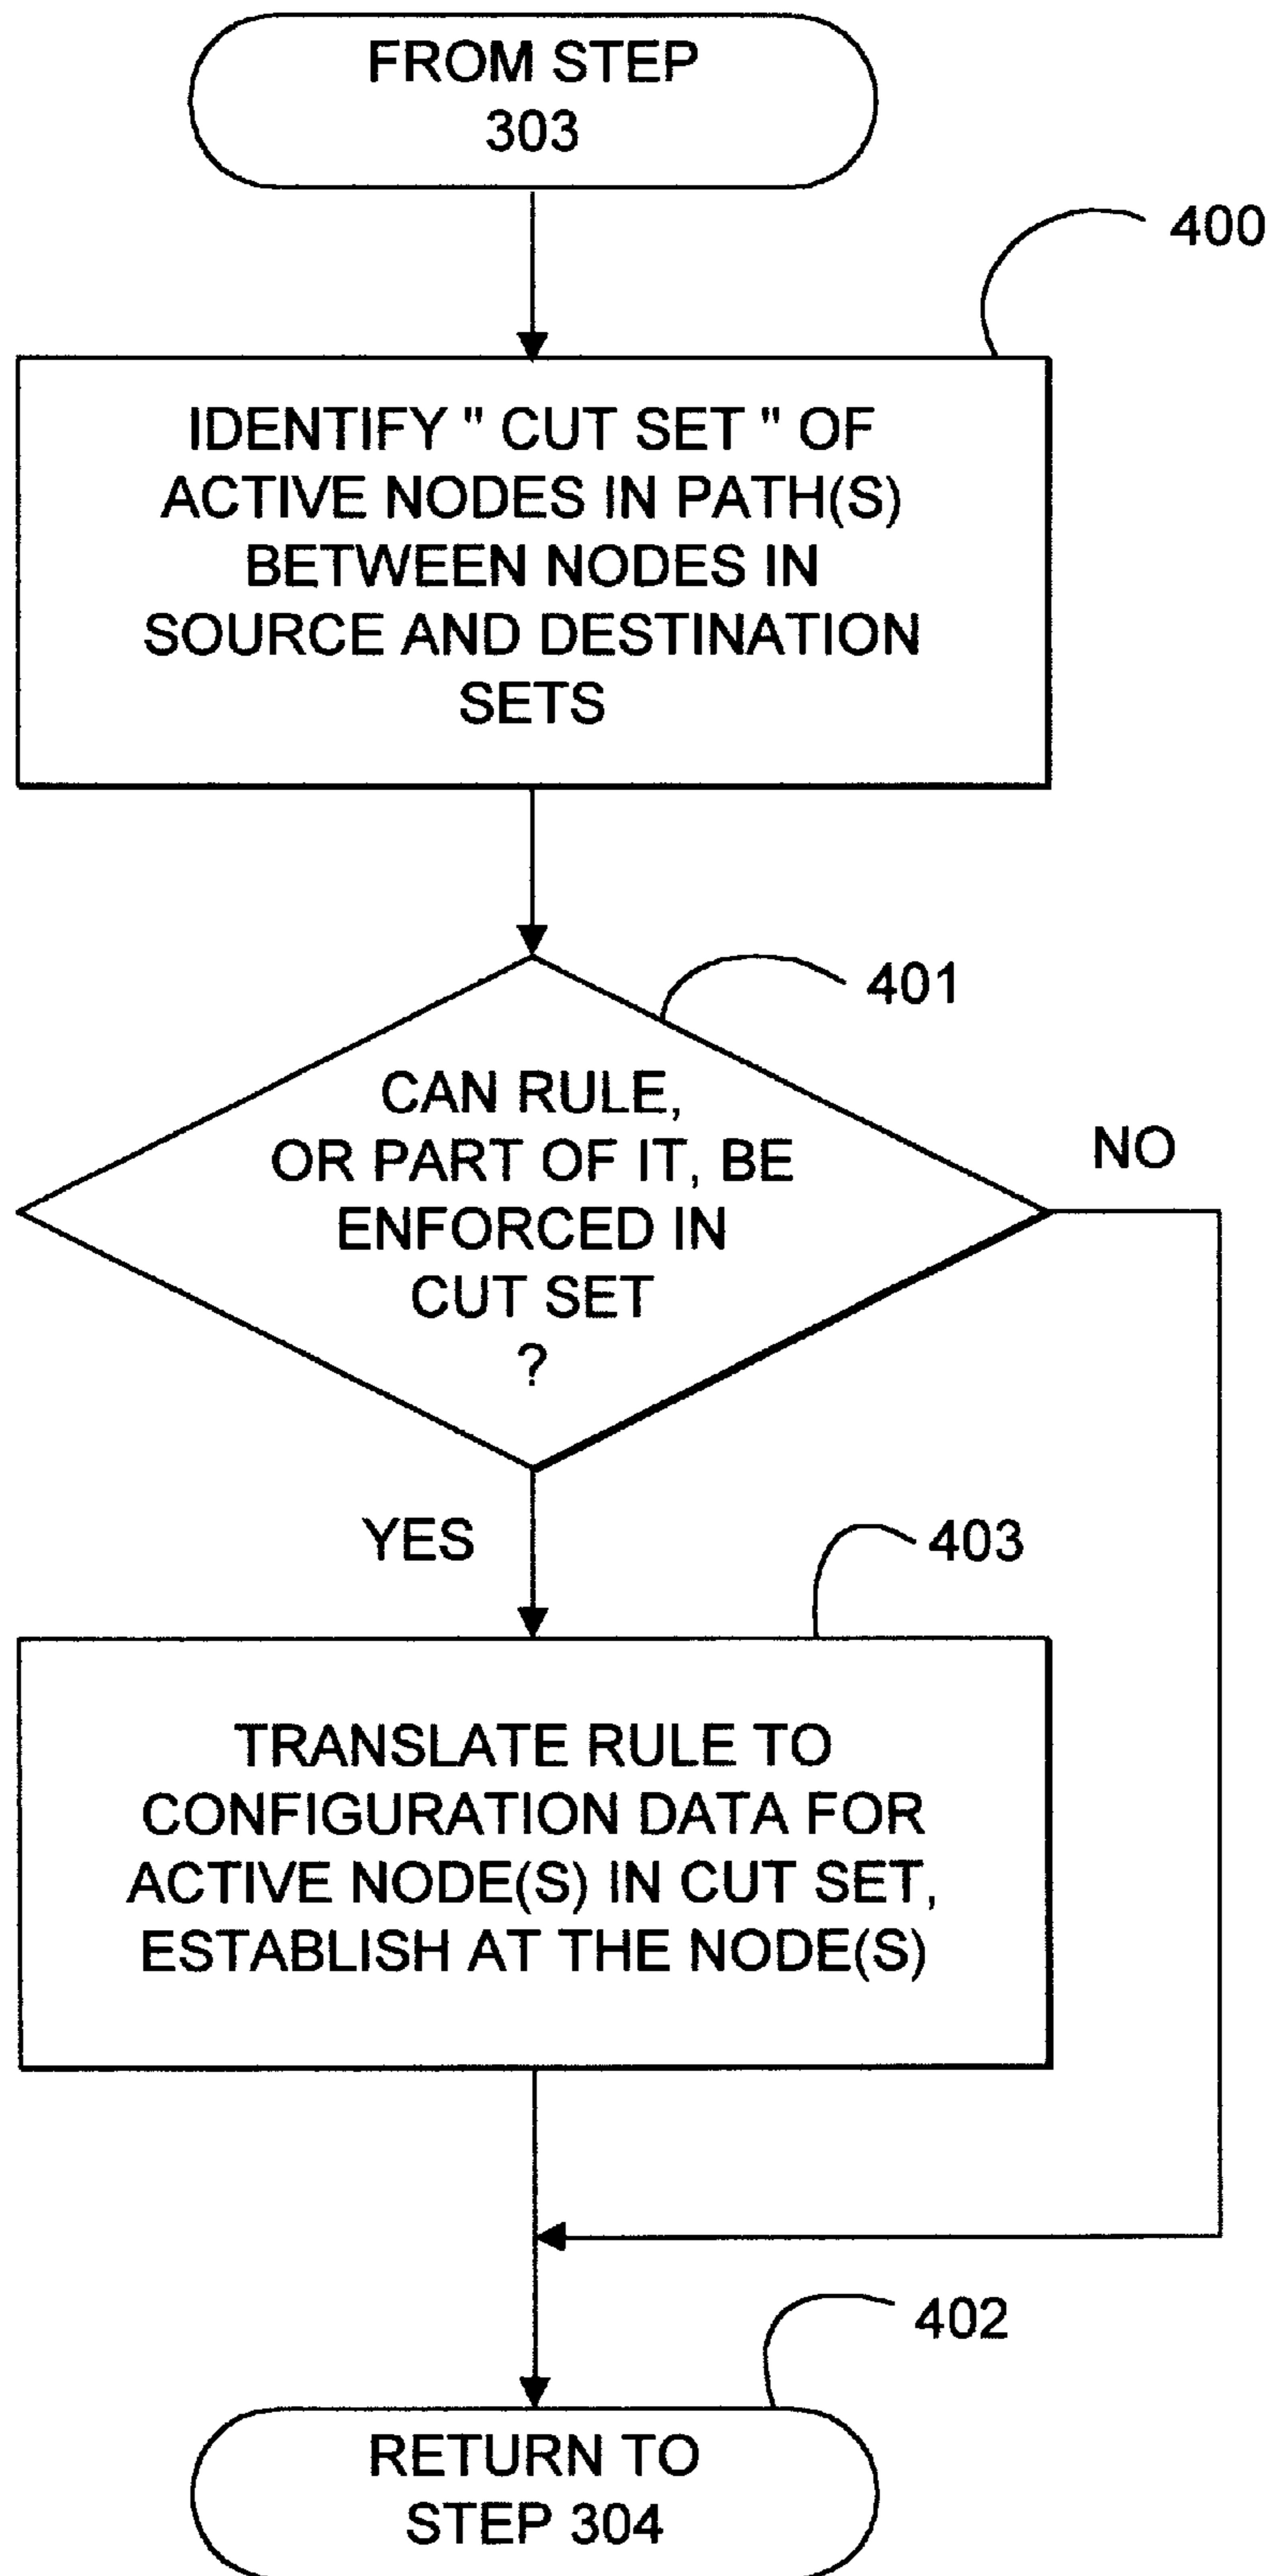 FROM STEP
303
400
IDENTIFY " CUT SET " OF
ACTIVE NODES IN PATH(S)
BETWEEN NODES IN
SOURCE AND DESTINATION
SETS
401
CAN RULE,
OR PART OF IT, BE
ENFORCED IN
CUT SET
?
NO
YES
403
TRANSLATE RULE TO
CONFIGURATION DATA FOR
ACTIVE NODE(S) IN CUT SET,
ESTABLISH AT THE NODE(S)
402
RETURN TO
STEP 304